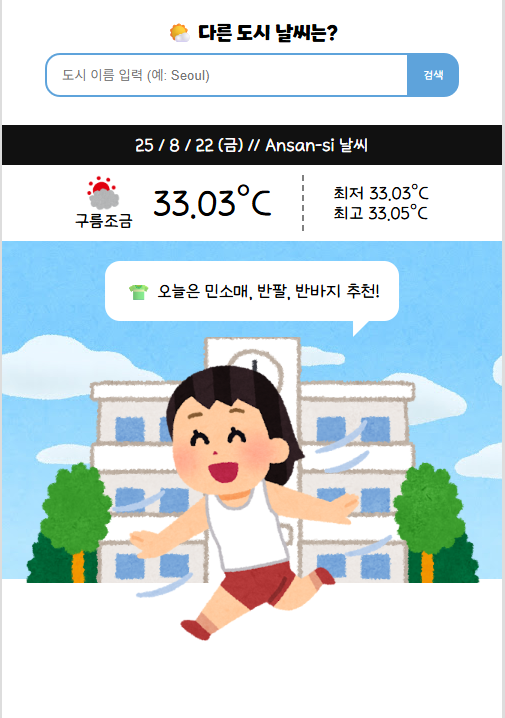 🌤️ 다른 도시 날씨는?
도시 이름 입력 (예: Seoul)
검색
25 / 8 / 22 (금) // Ansan-si 날씨
구름조금
33.03°C
최저 33.03°C
최고 33.05°C
👕 오늘은 민소매, 반팔, 반바지 추천!